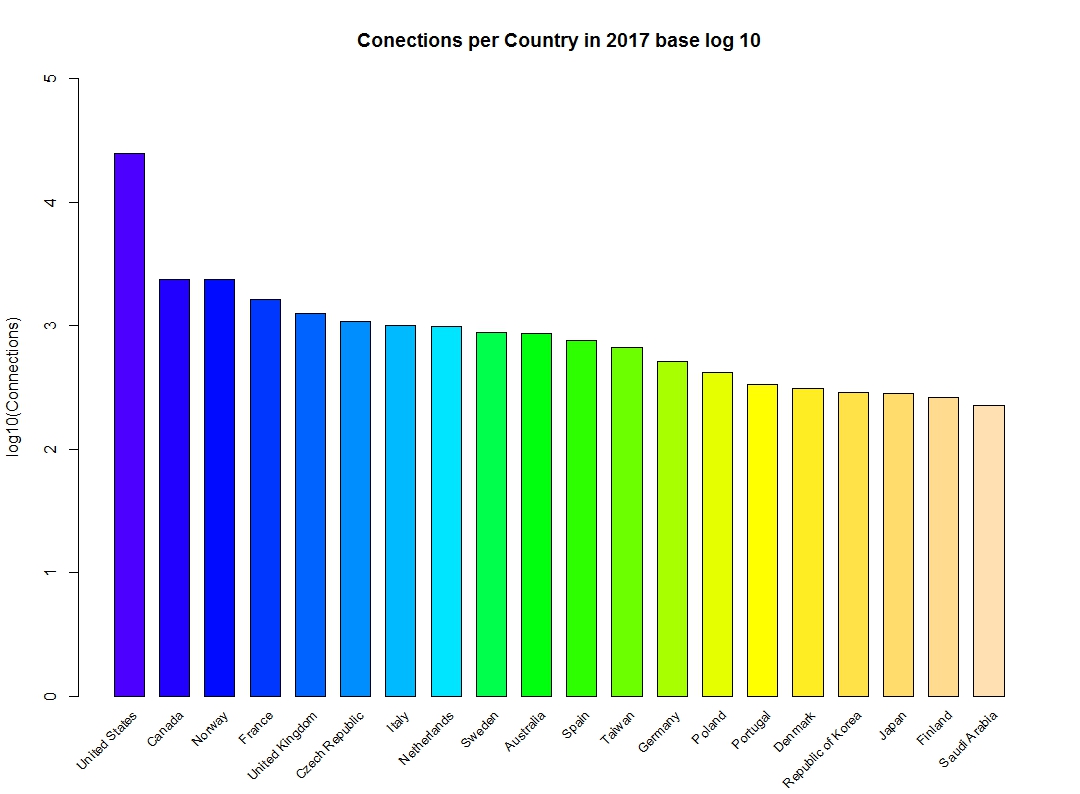 Conections per Country in 2017 base log 10
log10(Connections)
5
4
3
2
1
0
United States
Canada
Norway
France
United Kingdom
Czech Republic
Italy
Netherlands
Sweden
Australia
Spain
Taiwan
Germany
Poland
Portugal
Denmark
Republic of Korea
Japan
Finland
Saudi Arabia